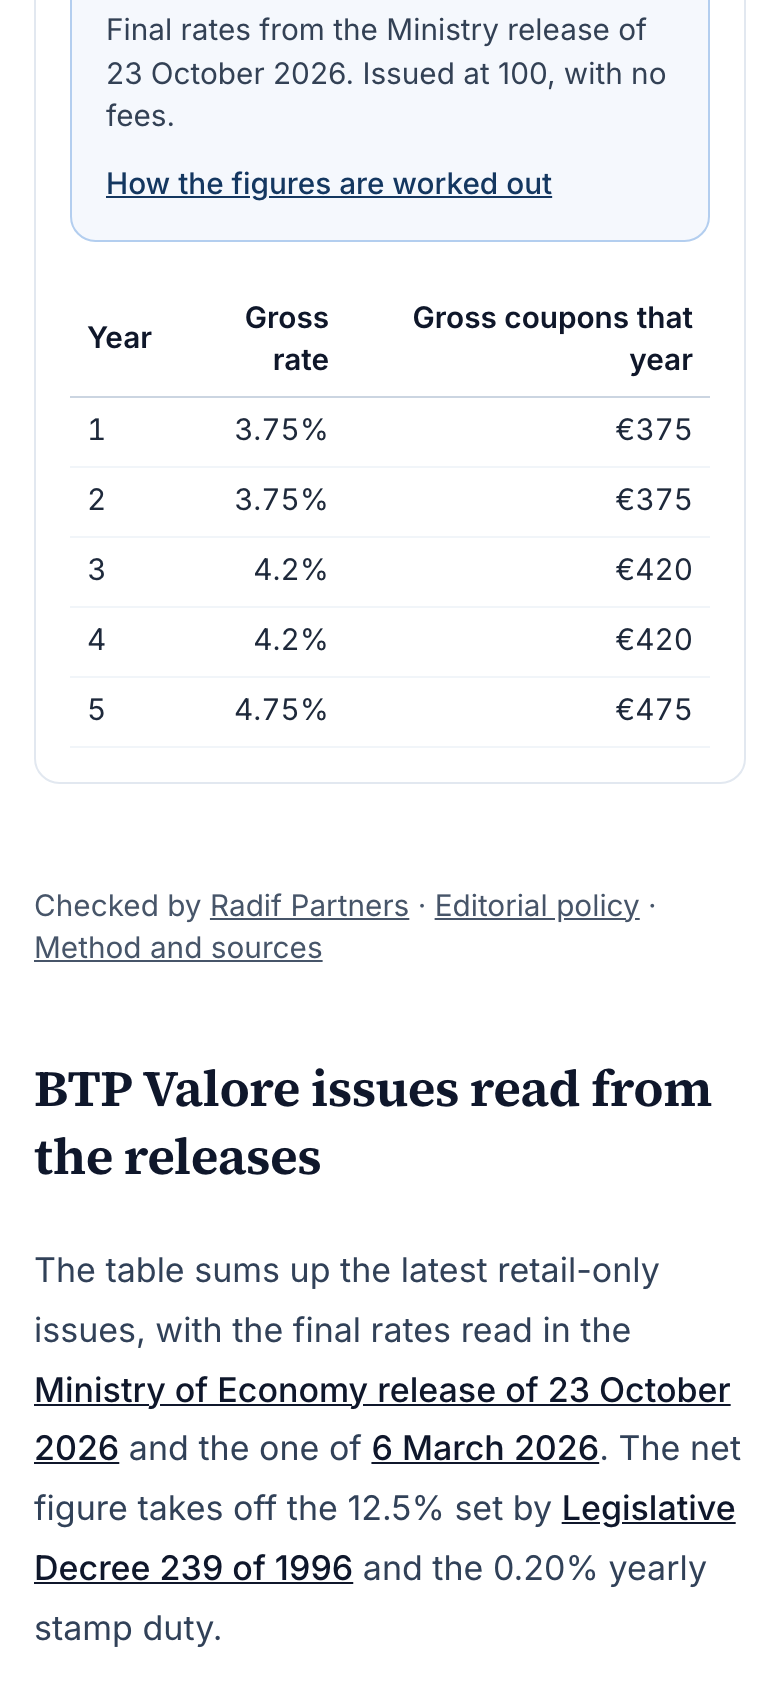 Final rates from the Ministry release of
23 October 2026. Issued at 100, with no
fees.
How the figures are worked out
Year Gross rate Gross coupons that year
1 3.75% €375
2 3.75% €375
3 4.2% €420
4 4.2% €420
5 4.75% €475
Checked by Radif Partners · Editorial policy ·
Method and sources
BTP Valore issues read from
the releases
The table sums up the latest retail-only
issues, with the final rates read in the
Ministry of Economy release of 23 October
2026 and the one of 6 March 2026. The net
figure takes off the 12.5% set by Legislative
Decree 239 of 1996 and the 0.20% yearly
stamp duty.